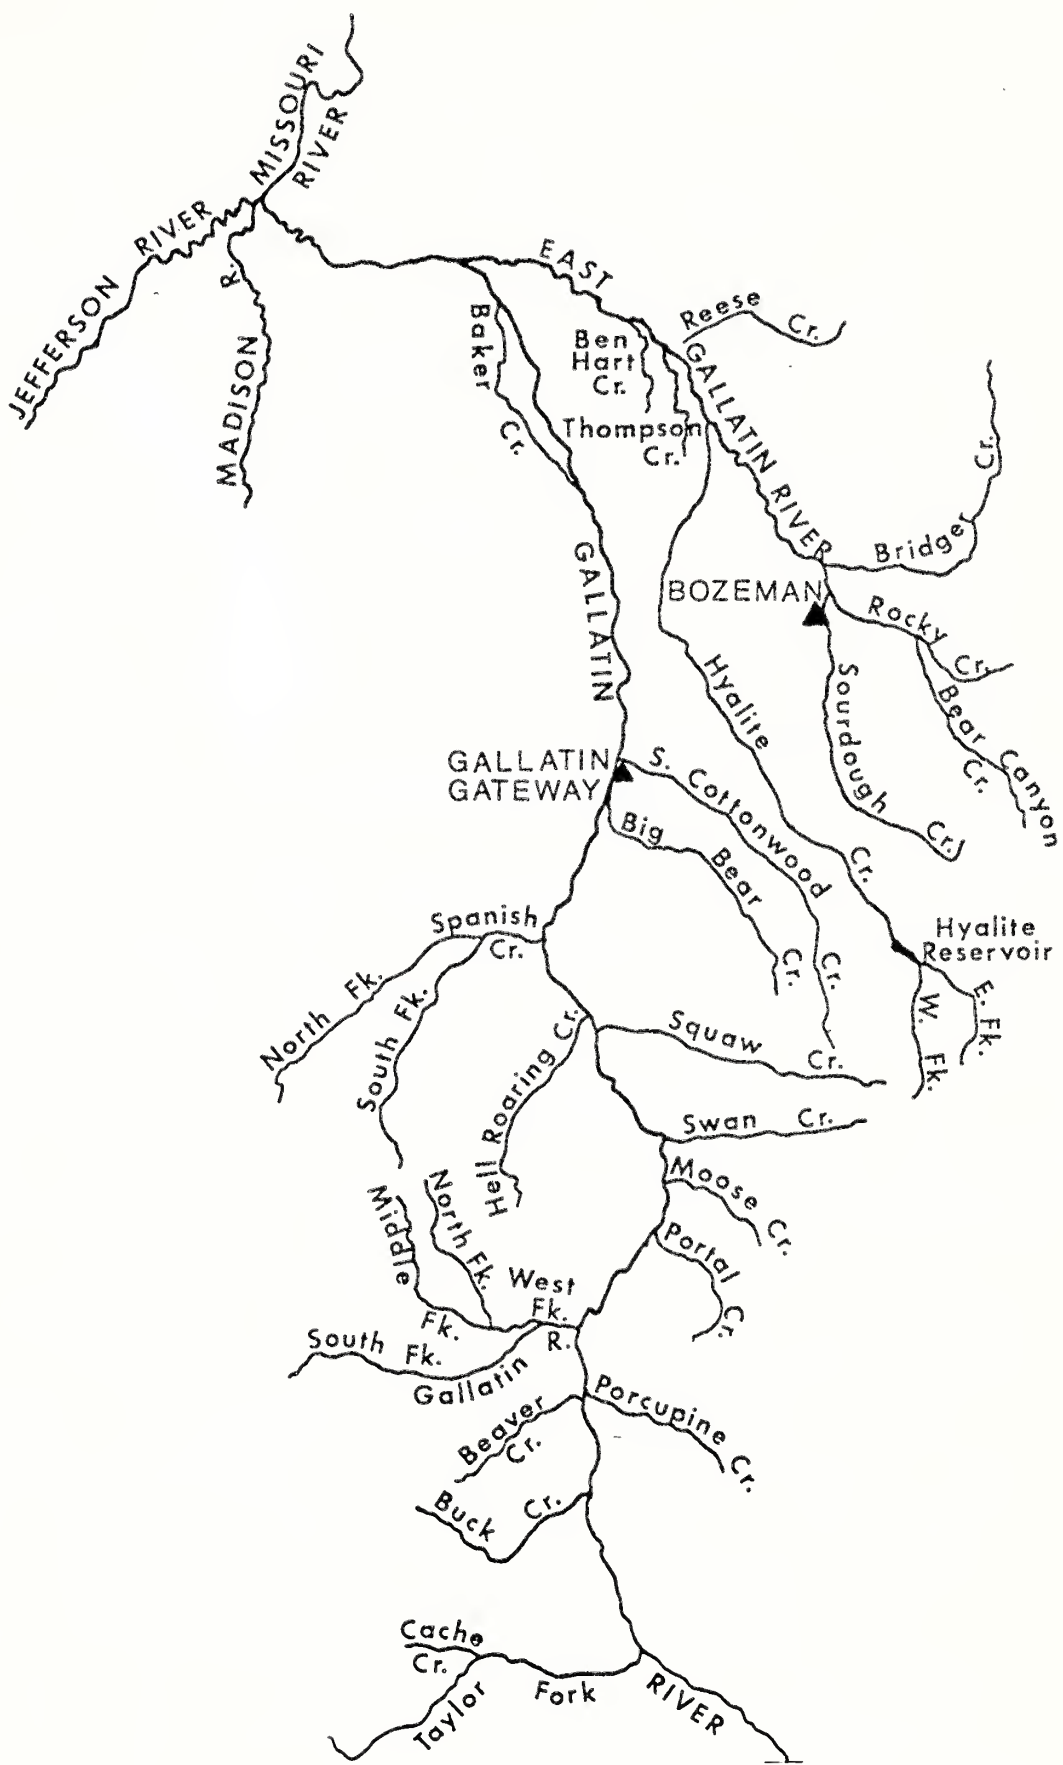 MISSOURI
RIVER
JEFFERSON RIVER
MADISON R.
EAST
GALLATIN RIVER
Reese Cr.
Baker Cr.
Ben
Hart
Cr.
Thompson
Cr.
Bridger Cr.
BOZEMAN
Rocky Cr.
Bear Canyon
Cr.
Sourdough Cr.
Hyalite Cr.
Hyalite
Reservoir
W. Fk.
E. Fk.
GALLATIN
GALLATIN
GATEWAY
S. Cottonwood Cr.
Big Bear Cr.
Spanish
Cr.
North Fk.
South Fk.
Hell Roaring Cr.
Squaw Cr.
Swan Cr.
Moose Cr.
Portal Cr.
Middle
Fk.
North Fk.
West
Fk.
R.
South Fk.
Gallatin
Porcupine Cr.
Beaver
Cr.
Buck Cr.
Cache
Cr.
Taylor Fork
RIVER